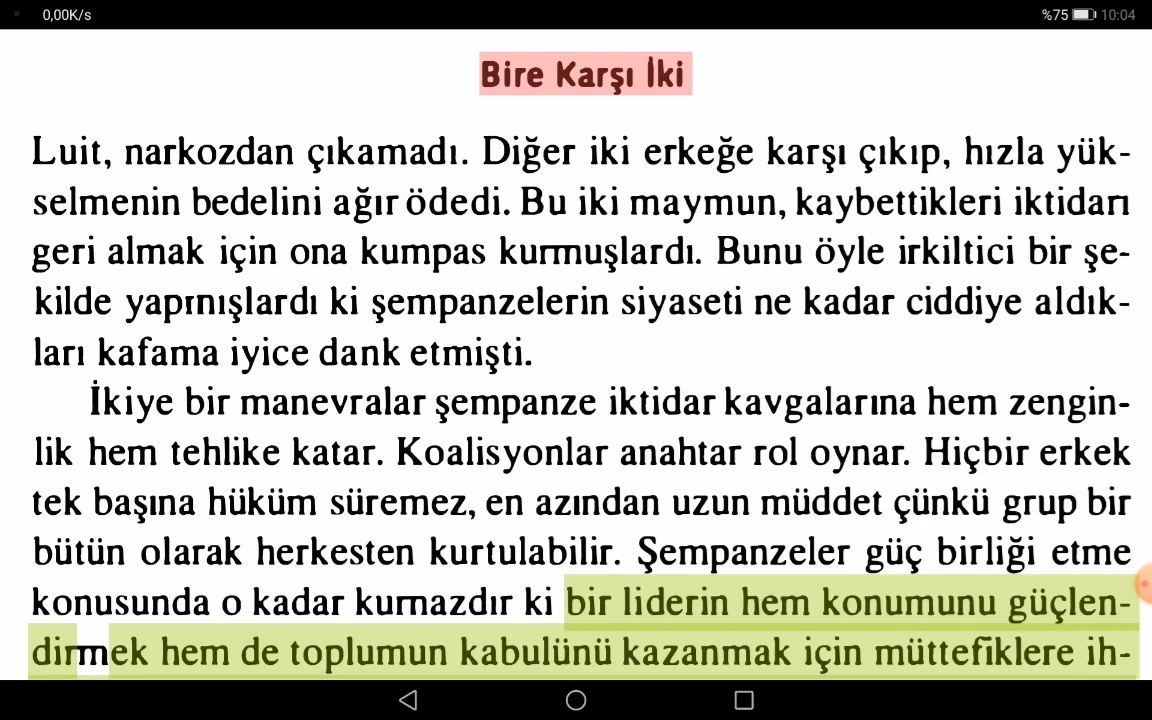 0,00K/s
%75 10:04
Bire Karşı İki
Luit, narkozdan çıkamadı. Diğer iki erkeğe karşı çıkıp, hızla yük-
selmenin bedelini ağır ödedi. Bu iki maymun, kaybettikleri iktidarı
geri almak için ona kumpas kurmuşlardı. Bunu öyle irkiltici bir şe-
kilde yapmışlardı ki şempanzelerin siyaseti ne kadar ciddiye aldık-
ları kafama iyice dank etmişti.
İkiye bir manevralar şempanze iktidar kavgalarına hem zengin-
lik hem tehlike katar. Koalisyonlar anahtar rol oynar. Hiçbir erkek
tek başına hüküm süremez, en azından uzun müddet çünkü grup bir
bütün olarak herkesten kurtulabilir. Şempanzeler güç birliği etme
konusunda o kadar kurnazdır ki bir liderin hem konumunu güçlen-
dirmek hem de toplumun kabulünü kazanmak için müttefiklere ih-